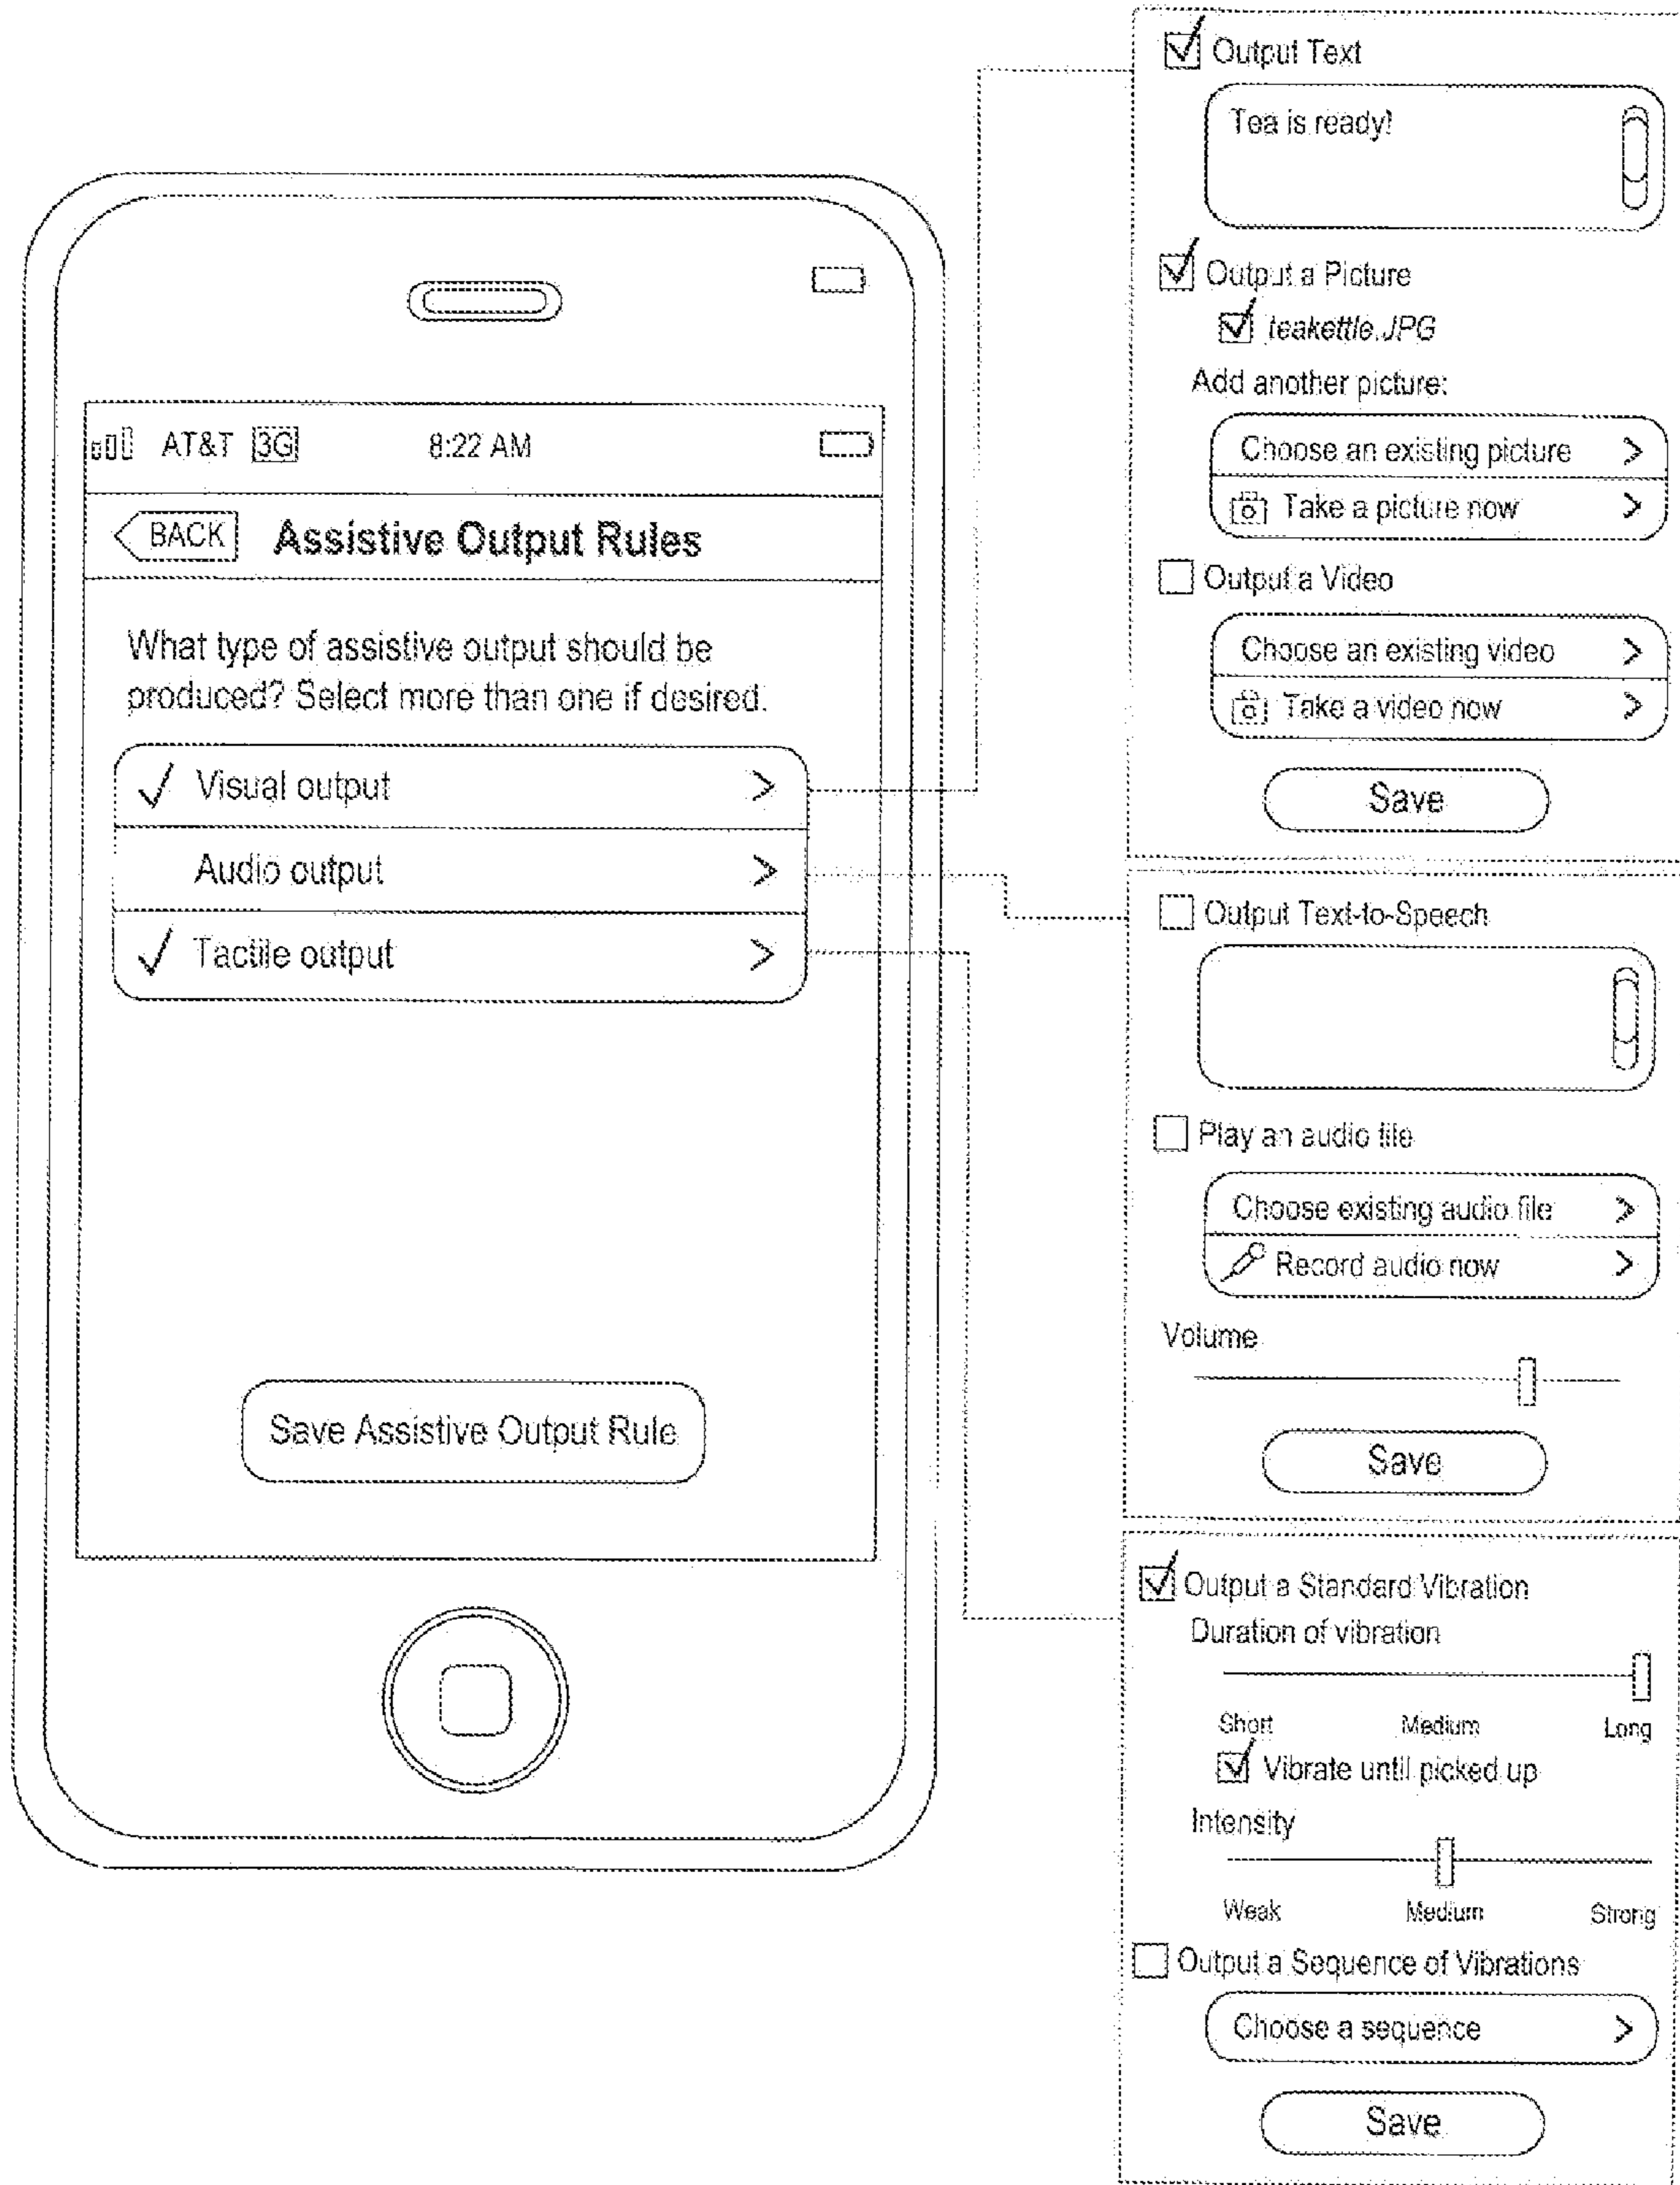 AT&T 3G 8:22 AM
BACK Assistive Output Rules
What type of assistive output should be
produced? Select more than one if desired.
Visual output >
Audio output >
Tactile output >
Save Assistive Output Rule
Output Text
Tea is ready!
Output a Picture
teakettle.JPG
Add another picture:
Choose an existing picture >
Take a picture now >
Output a Video
Choose an existing video >
Take a video now >
Save
Output Text-to-Speech
Play an audio file
Choose existing audio file >
Record audio now >
Volume
Save
Output a Standard Vibration
Duration of vibration
Short Medium Long
Vibrate until picked up
Intensity
Weak Medium Strong
Output a Sequence of Vibrations
Choose a sequence >
Save